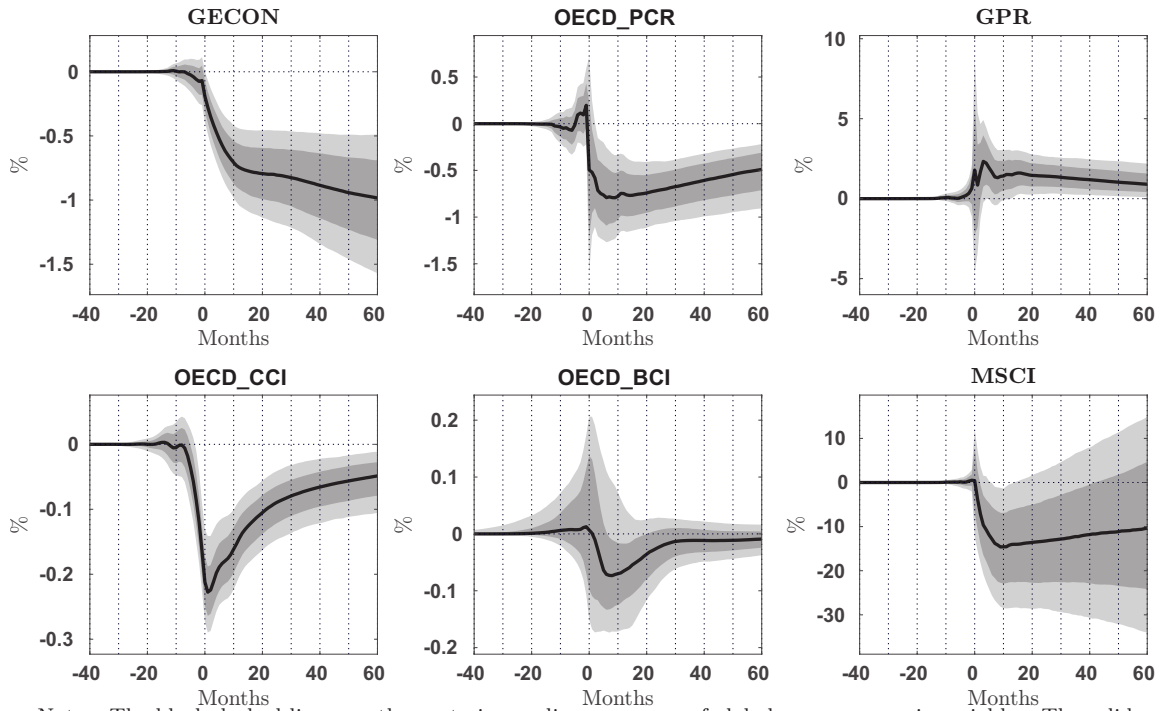 GECON OECD_PCR GPR
0 -0.5 -1 -1.5
%
-40 -20 0 20 40 60
Months
0.5 0 -0.5 -1 -1.5
%
-40 -20 0 20 40 60
Months
10 5 0 -5
%
-40 -20 0 20 40 60
Months
OECD_CCI OECD_BCI MSCI
0 -0.1 -0.2 -0.3
%
-40 -20 0 20 40 60
Months
0.2 0.1 0 -0.1 -0.2
%
-40 -20 0 20 40 60
Months
10 0 -10 -20 -30
%
-40 -20 0 20 40 60
Months